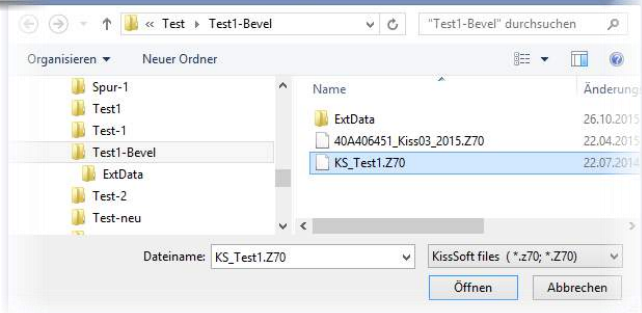 « Test Test1-Bevel "Test1-Bevel" durchsuchen
Organisieren Neuer Ordner
Spur-1
Test1
Test-1
Test1-Bevel
ExtData
Test-2
Test-neu
Name Änderung
ExtData 26.10.2015
40A406451_Kiss03_2015.Z70 22.04.2015
KS_Test1.Z70 22.07.2014
Dateiname: KS_Test1.Z70 KissSoft files ( *.z70; *.Z70)
Öffnen Abbrechen